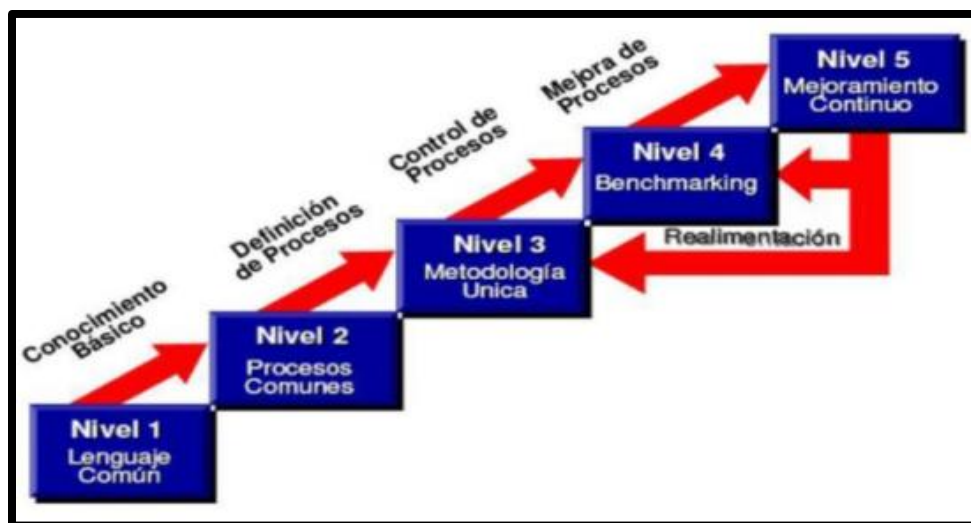 Nivel 5
Mejoramiento
Continuo
Mejora de
Procesos
Nivel 4
Benchmarking
Control de
Procesos
Realimentación
Nivel 3
Metodología
Unica
Definición
de Procesos
Nivel 2
Procesos
Comunes
Conocimiento
Básico
Nivel 1
Lenguaje
Común